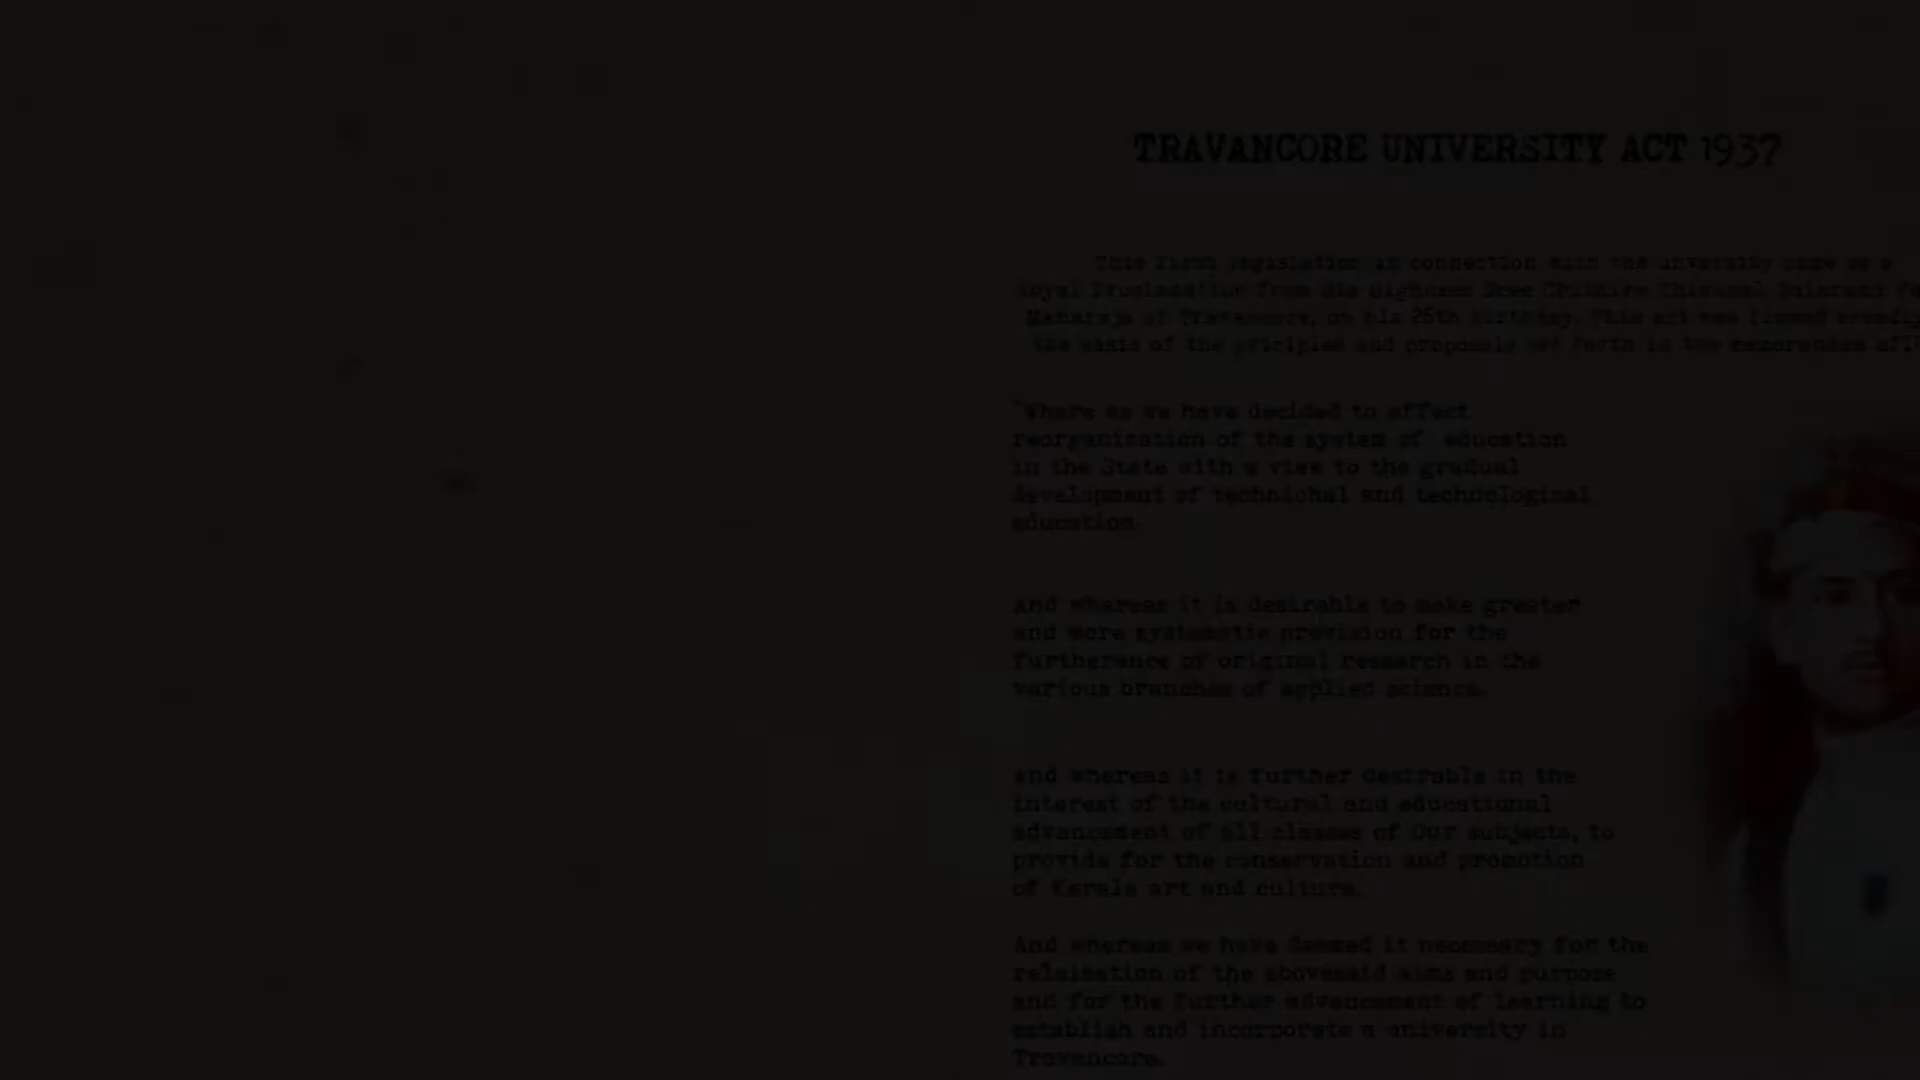 TRAVANCORE UNIVERSITY ACT 1937
This first legislation in connection with the unversity came as a
Royal Proclamation from His Highness Sree Chithira Thirunal Balarama
Maharaja of Travancore, on his 25th birthday. This act was framed
the basis of the priciples and proposals set forth in the memorandum
"Where as we have decided to affect
reorganisation of the system of education
in the State with a view to the gradual
development of technichal and technological
education.
And whereas it is desirable to make greater
and more systematic provision for the
furtherence of original research in the
various branches of applied science.
And whereas it is further desirable in the
interest of the cultural and educational
advancement of all classes of Our subjects, to
provide for the conservation and promotion
of Kerala art and culture.
And whereas we have deemed it necessary for the
relaisation of the abovesaid aims and purpose
and for the further advancement of learning to
establish and incorporate a university in
Travancore.